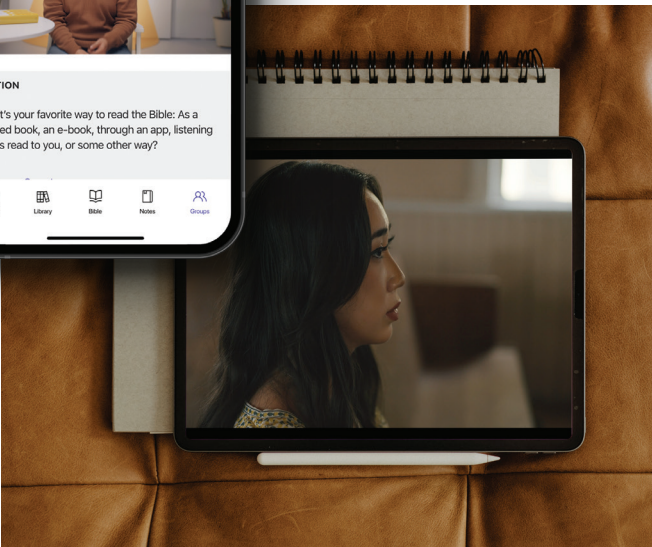 TION
t's your favorite way to read the Bible: As a
ed book, an e-book, through an app, listening
s read to you, or some other way?
Library
Bible
Notes
Groups